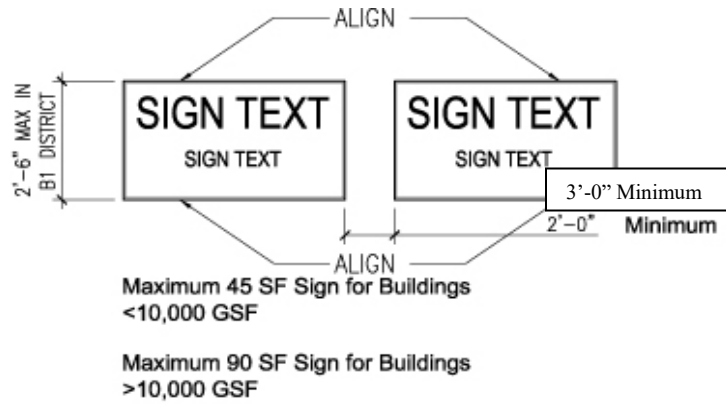 ALIGN
2'-6" MAX IN
B1 DISTRICT
SIGN TEXT
SIGN TEXT
SIGN TEXT
SIGN TEXT
3’-0” Minimum
2'-0" Minimum
ALIGN
Maximum 45 SF Sign for Buildings
<10,000 GSF
Maximum 90 SF Sign for Buildings
>10,000 GSF